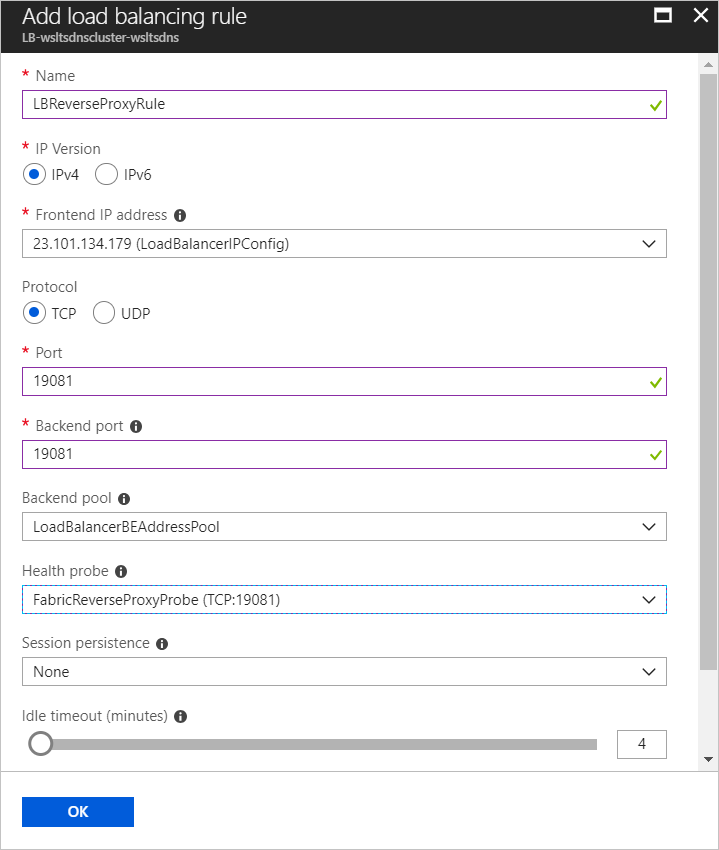 Add load balancing rule
LB-wsltsdnscluster-wsltsdns
* Name
LBReverseProxyRule
* IP Version
IPv4 IPv6
* Frontend IP address
23.101.134.179 (LoadBalancerIPConfig)
Protocol
TCP UDP
* Port
19081
* Backend port
19081
Backend pool
LoadBalancerBEAddressPool
Health probe
FabricReverseProxyProbe (TCP:19081)
Session persistence
None
Idle timeout (minutes)
4
OK